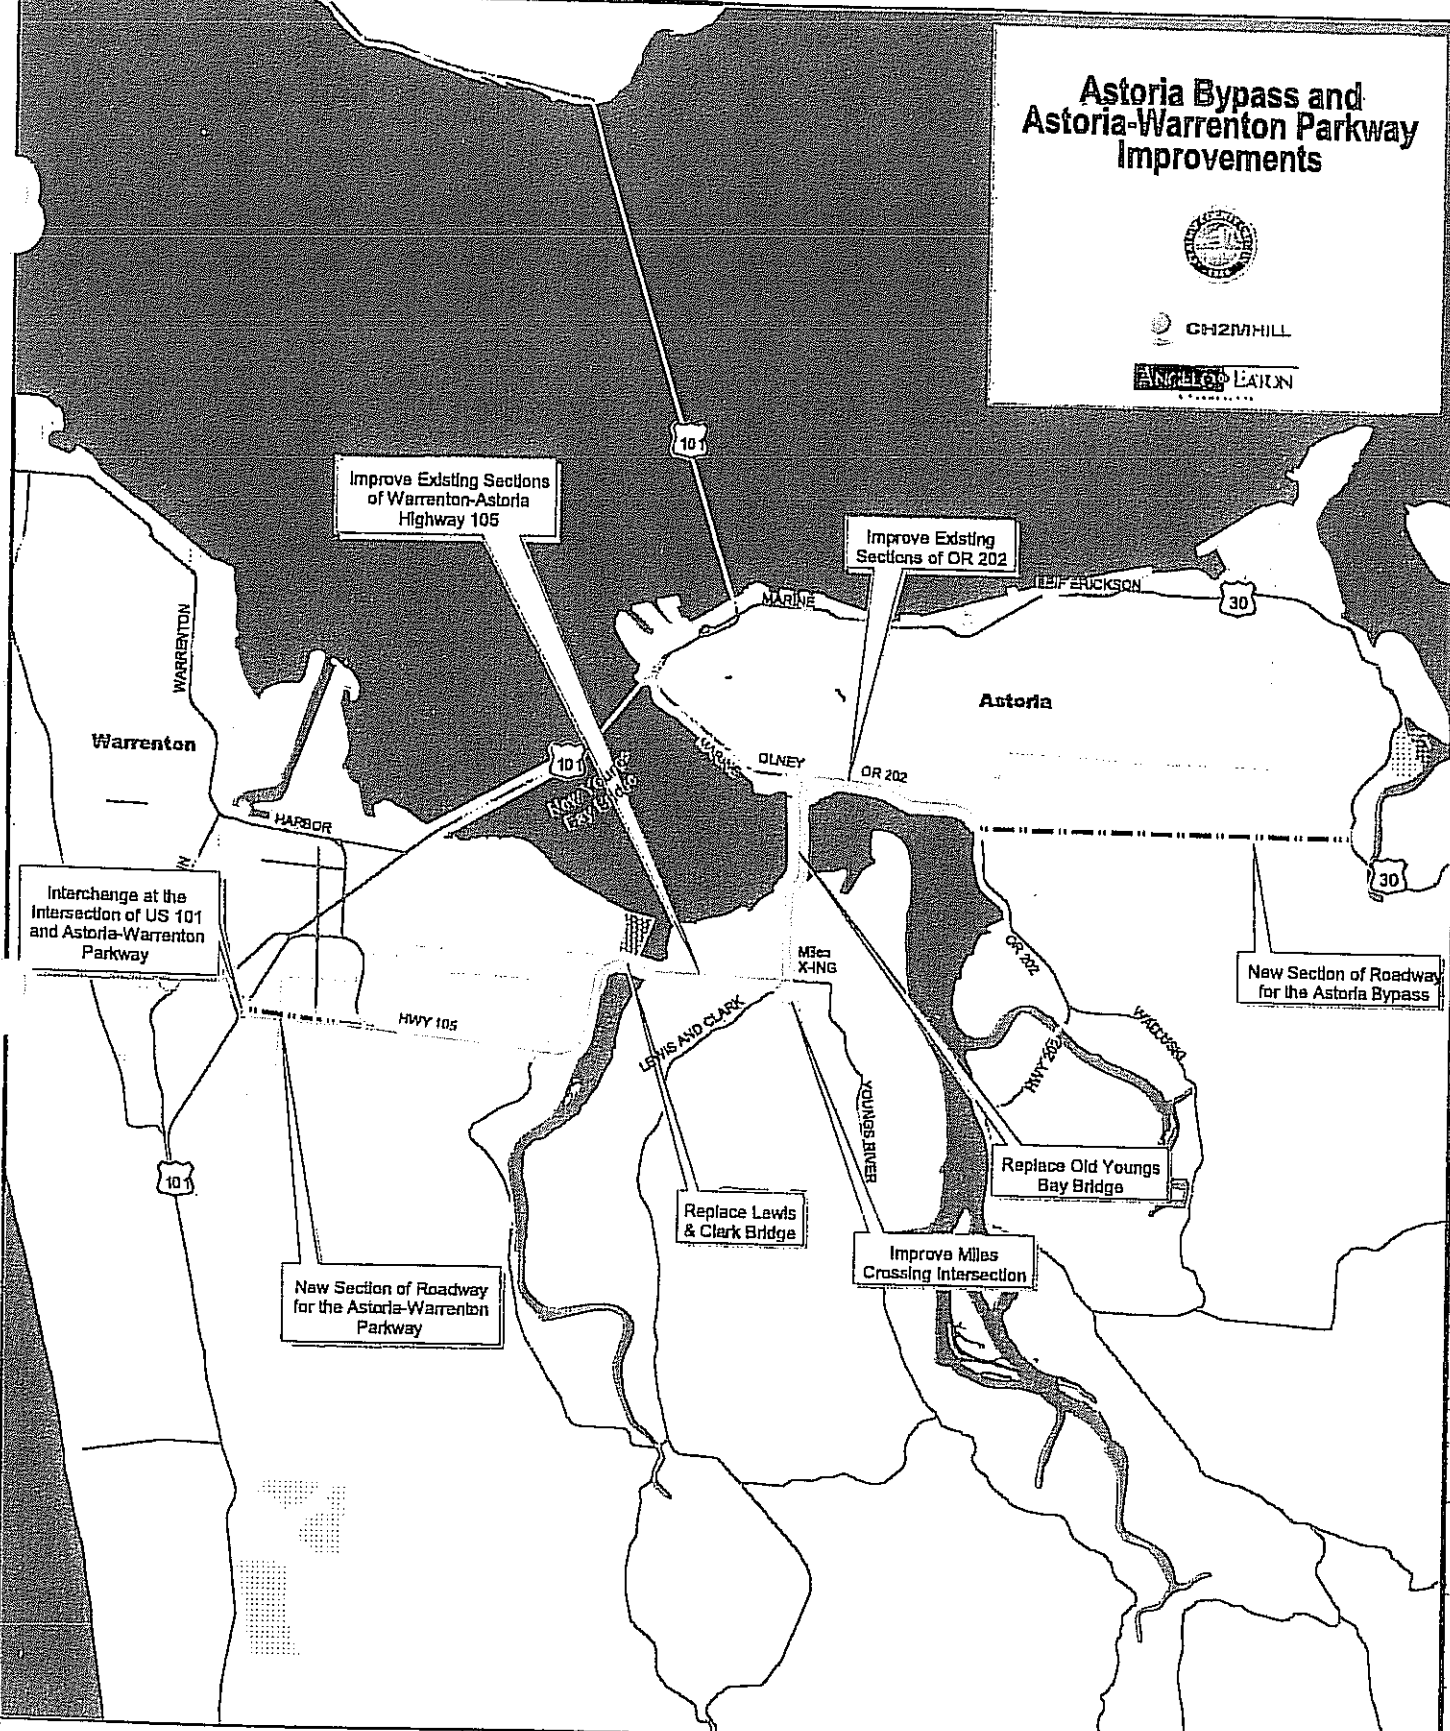 Astoria Bypass and
Astoria-Warrenton Parkway
Improvements
CH2MHILL
ANGELO EATON
101
Improve Existing Sections
of Warrenton-Astoria
Highway 105
Improve Existing
Sections of OR 202
MARINE
LEIF ERICKSON
30
WARRENTON
Astoria
Warrenton
101
New Youngs
Bay Bridge
MARINE
OLNEY
OR 202
HARBOR
30
Interchange at the
Intersection of US 101
and Astoria-Warrenton
Parkway
Miles
X-ING
OR 202
New Section of Roadway
for the Astoria Bypass
HWY 105
LEWIS AND CLARK
WALLUSKI
HWY 202
YOUNGS RIVER
101
Replace Old Youngs
Bay Bridge
Replace Lewis
& Clark Bridge
Improve Miles
Crossing Intersection
New Section of Roadway
for the Astoria-Warrenton
Parkway